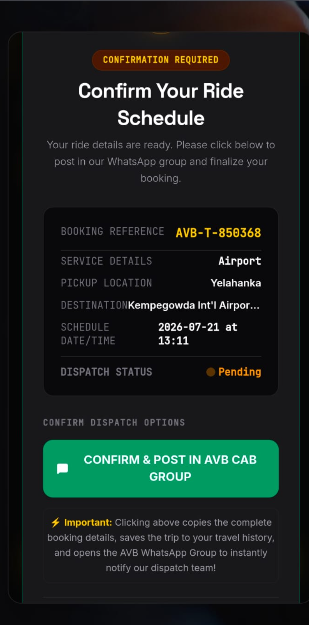 CONFIRMATION REQUIRED
Confirm Your Ride
Schedule
Your ride details are ready. Please click below to
post in our WhatsApp group and finalize your
booking.
BOOKING REFERENCE AVB-T-850368
SERVICE DETAILS Airport
PICKUP LOCATION Yelahanka
DESTINATION Kempegowda Int'l Airpor...
SCHEDULE DATE/TIME 2026-07-21 at 13:11
DISPATCH STATUS Pending
CONFIRM DISPATCH OPTIONS
CONFIRM & POST IN AVB CAB
GROUP
⚡ Important: Clicking above copies the complete
booking details, saves the trip to your travel history,
and opens the AVB WhatsApp Group to instantly
notify our dispatch team!